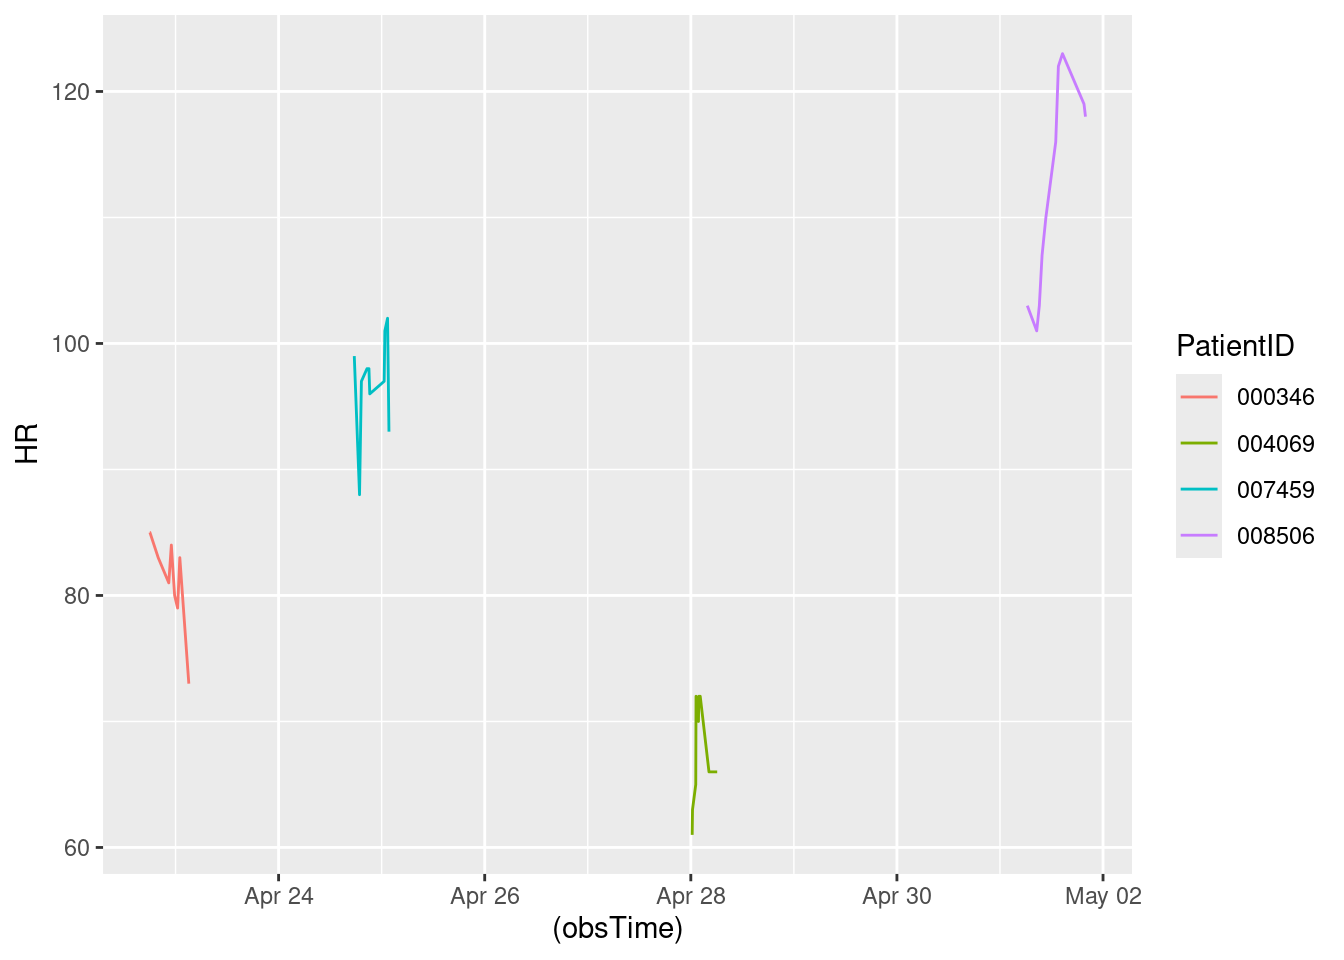 120
100
80
60
HR
Apr 24
Apr 26
Apr 28
Apr 30
May 02
(obsTime)
PatientID
000346
004069
007459
008506